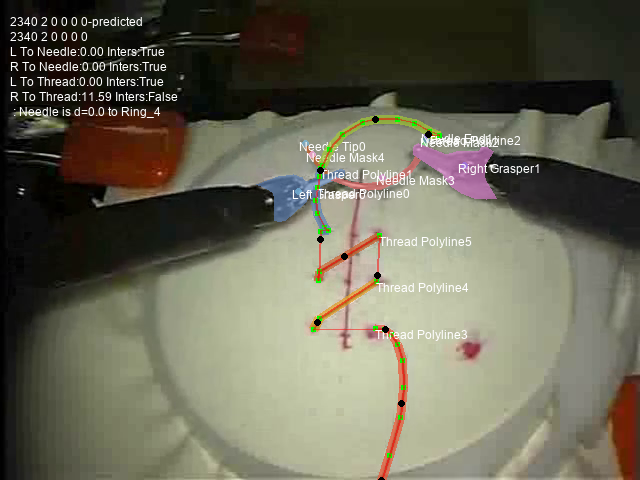 2340 2 0 0 0 0-predicted
2340 2 0 0 0 0
L To Needle:0.00 Inters:True
R To Needle:0.00 Inters:True
L To Thread:0.00 Inters:True
R To Thread:11.59 Inters:False
: Needle is d=0.0 to Ring_4
Needle Tip0
Needle Mask4
Thread Polyline
Needle Mask3
Right Grasper1
Thread Polyline0
Thread Polyline5
Thread Polyline4
Thread Polyline3